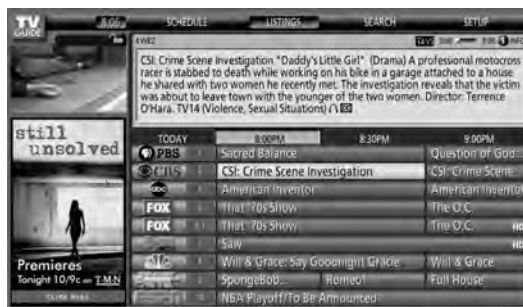 TV
GUIDE
8:06
SCHEDULE
LISTINGS
SEARCH
SETUP
CSI: Crime Scene Investigation "Daddy's Little Girl" (Drama) A professional motocross
racer is stabbed to death while working on his bike in a garage attached to a house
he shared with two women he recently met. The investigation reveals that the victim
was about to leave town with the younger of the two women. Director: Terrence
O'Hara. TV14 (Violence, Sexual Situations)
still
unsolved
Premieres
Tonight 10/9c on T-M-N
TODAY 8:00PM 8:30PM 9:00PM
PBS Sacred Balance Question of God...
CBS CSI: Crime Scene Investigation CSI: Crime Scene...
abc American Inventor American Inventor
FOX That '70s Show The O.C.
FOX That '70s Show The O.C. HD
Saw HD
Will & Grace: Say Goodnight Gracie Will & Grace
SpongeBob... Romeo! Full House
NBA Playoff/To Be Announced